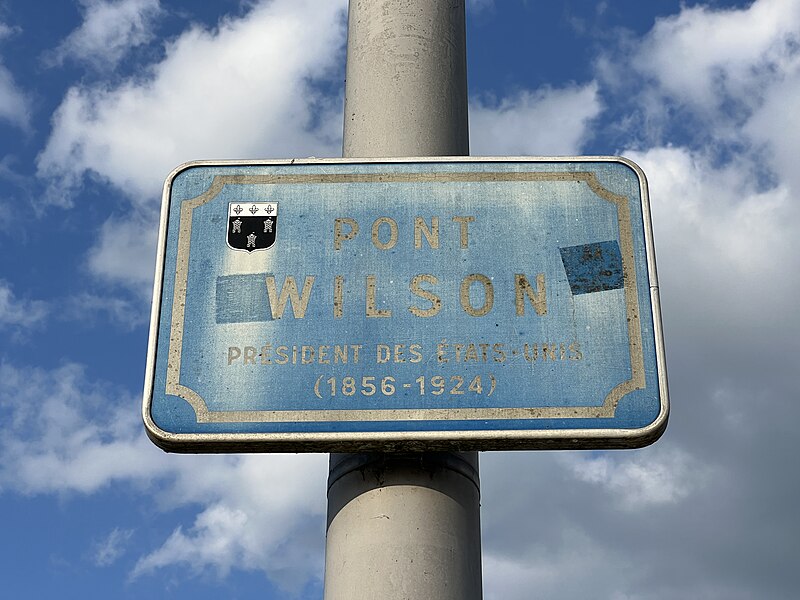 PONT
WILSON
PRÉSIDENT DES ÉTATS-UNIS
(1856-1924)